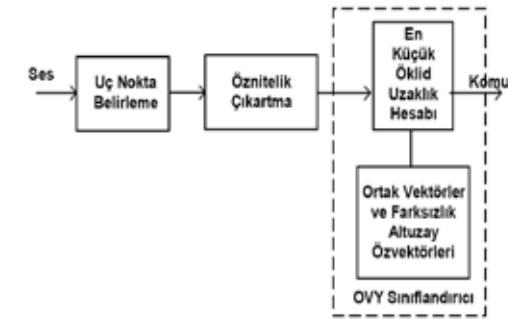 Ses
Uç Nokta
Belirleme
Öznitelik
Çıkartma
En
Küçük
Öklid
Uzaklık
Hesabı
Komu
Ortak Vektörler
ve Farksızlık
Altuzay
Özvektörleri
OVY Sınıflandırıcı